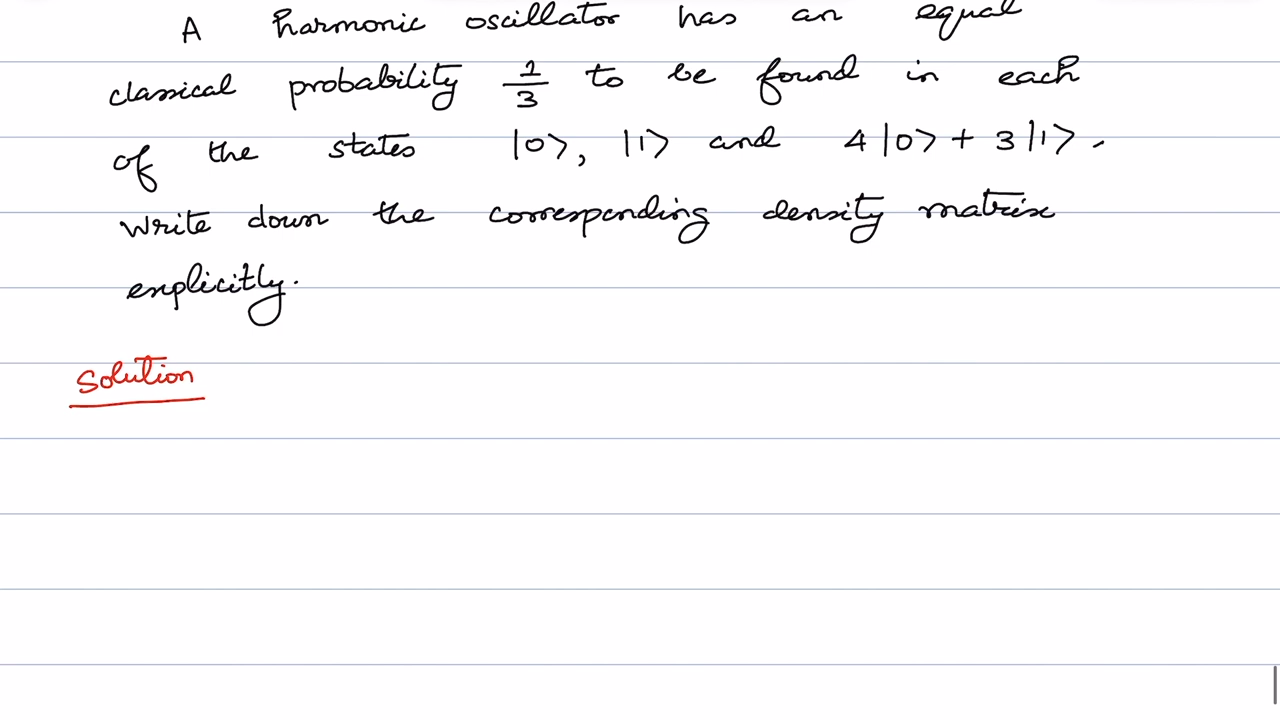 A harmonic oscillator has an equal
classical probability 1/3 to be found in each
of the states |0>, |1> and 4|0> + 3|1>.
Write down the corresponding density matrix
explicitly.
Solution